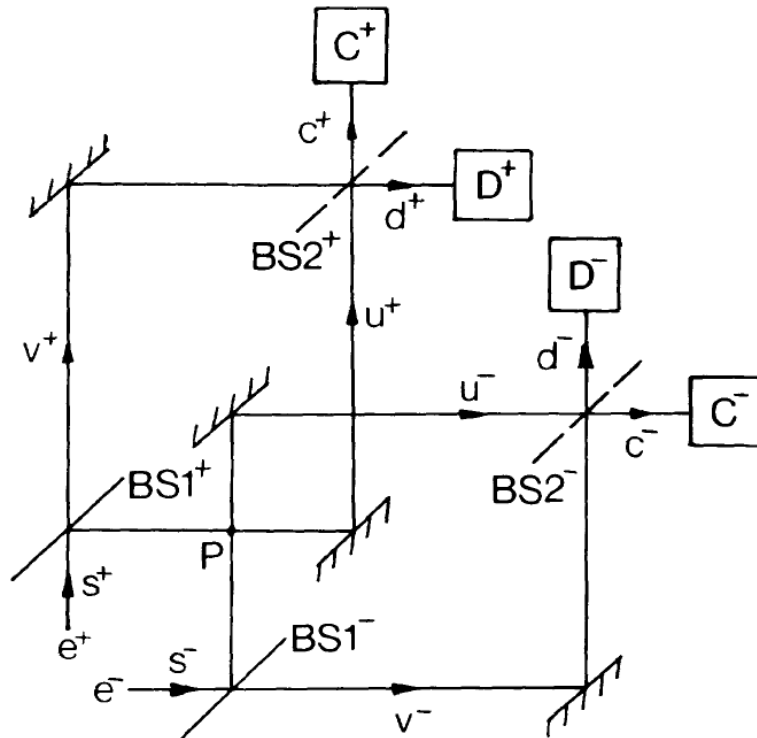 C⁺
c⁺
D⁺
d⁺
BS2⁺
D⁻
v⁺
u⁺
d⁻
u⁻
C⁻
c⁻
BS2⁻
BS1⁺
P
s⁺
e⁺
BS1⁻
s⁻
e⁻
v⁻